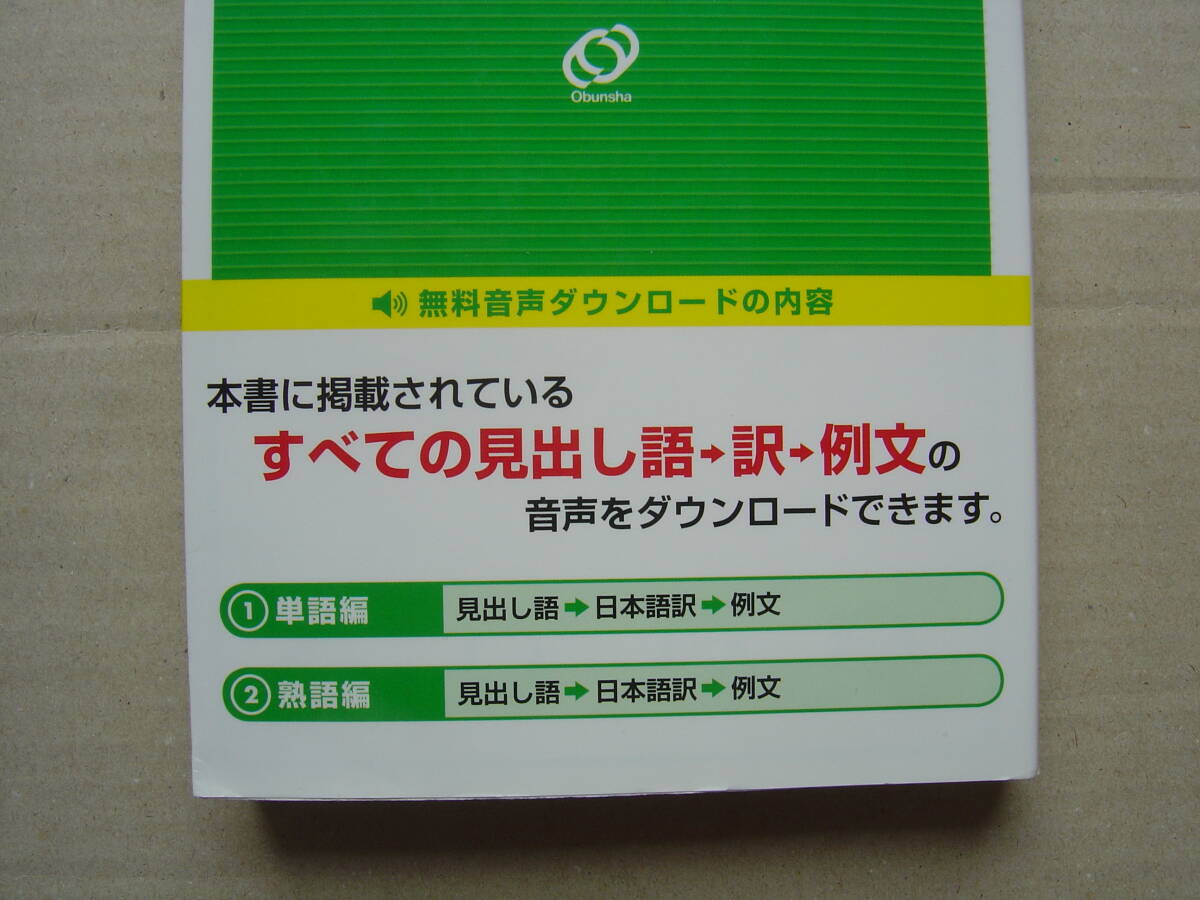 Obunsha
無料音声ダウンロードの内容
本書に掲載されている
すべての見出し語→訳→例文の
音声をダウンロードできます。
① 単語編 見出し語→日本語訳→例文
② 熟語編 見出し語→日本語訳→例文